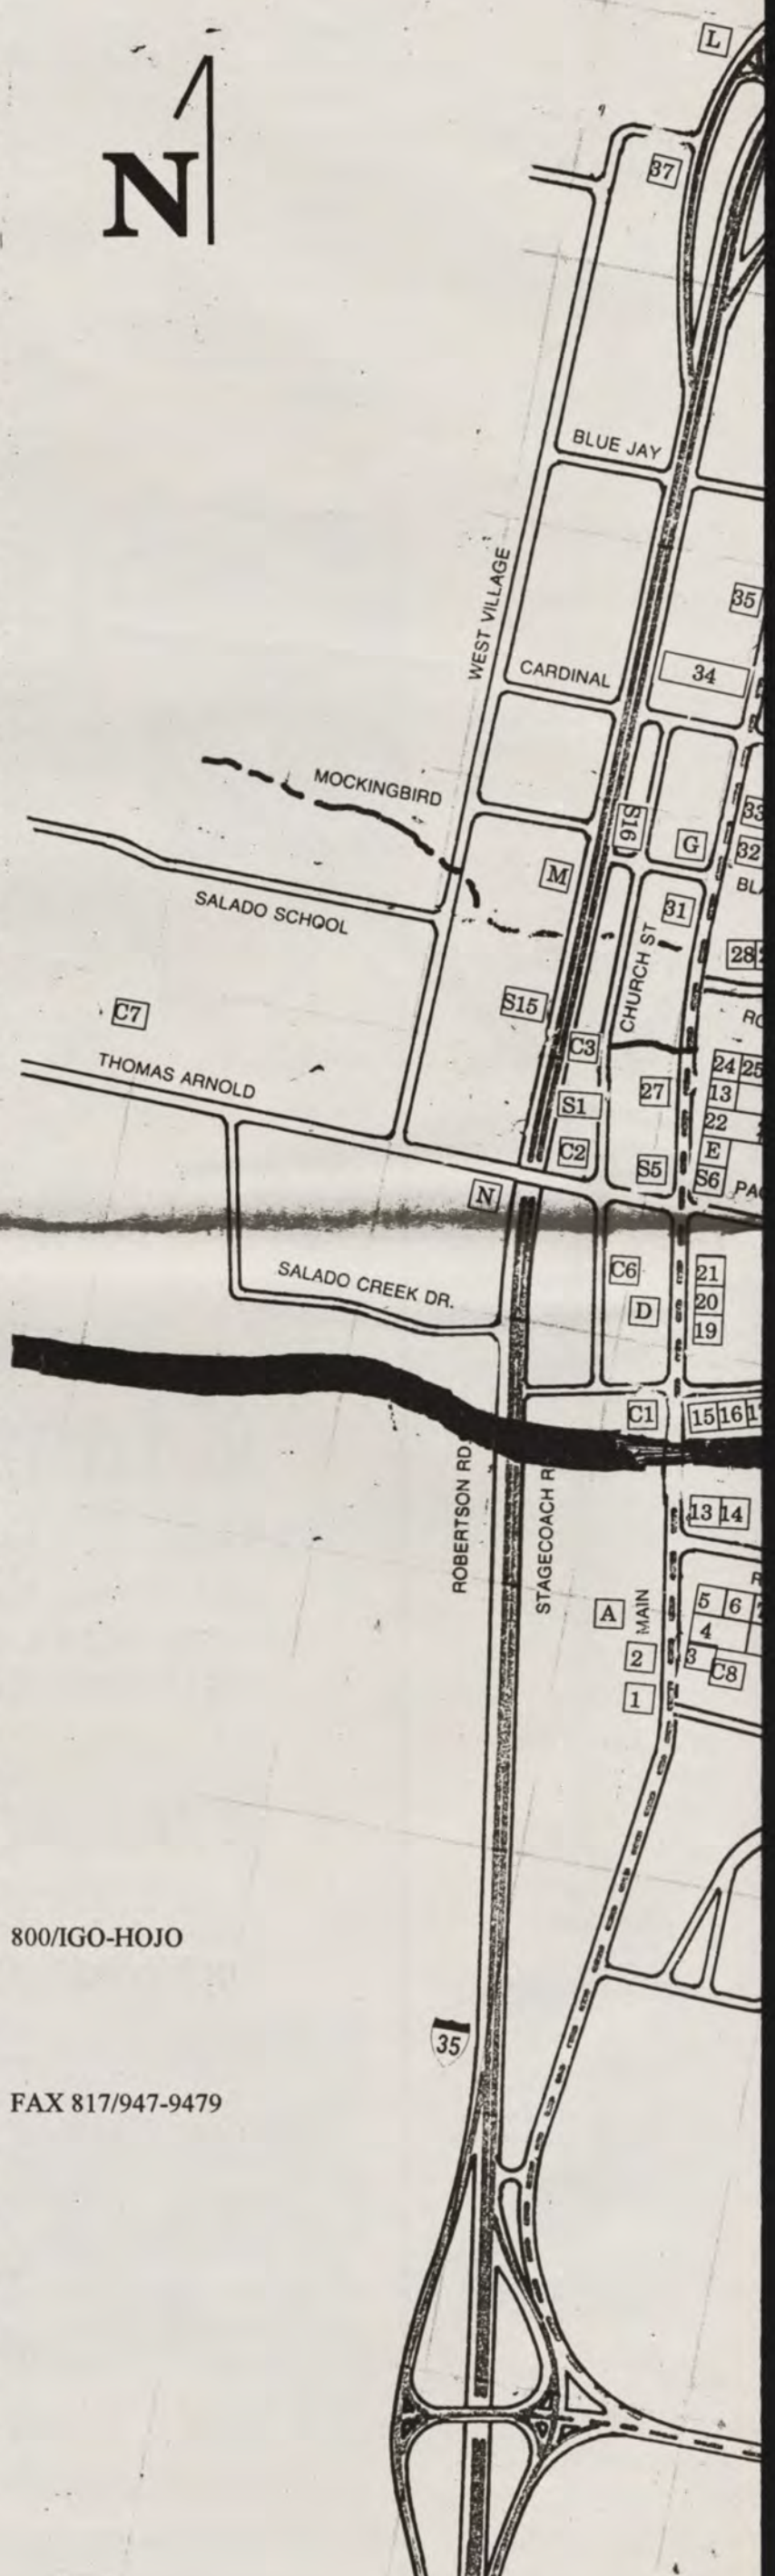 L
N
37
BLUE JAY
35
WEST VILLAGE
CARDINAL
34
MOCKINGBIRD
33
S16
G
32
M
SALADO SCHOOL
31
CHURCH ST
28
S15
C7
C3
THOMAS ARNOLD
24 25
27
13
S1
22
C2
E
S5
S6
N
SALADO CREEK DR.
C6
21
D
20
19
C1
15 16
ROBERTSON RD.
STAGECOACH R
13 14
MAIN
A
5 6
4
2
3
C8
1
800/IGO-HOJO
35
FAX 817/947-9479